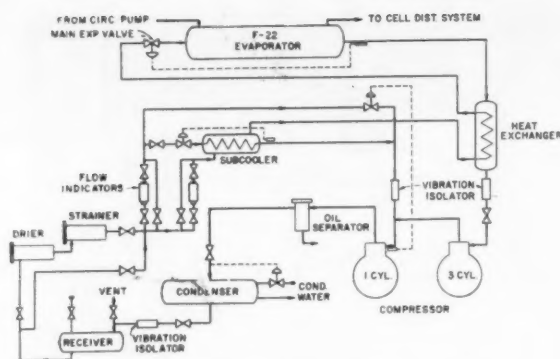 FROM CIRC. PUMP
MAIN EXP VALVE
TO CELL DIST SYSTEM
F-22
EVAPORATOR
HEAT
EXCHANGER
SUBCOOLER
FLOW
INDICATORS
VIBRATION
ISOLATOR
STRAINER
OIL
SEPARATOR
DRIER
1 CYL.
3 CYL.
COMPRESSOR
CONDENSER
COND.
WATER
VENT
RECEIVER
VIBRATION
ISOLATOR